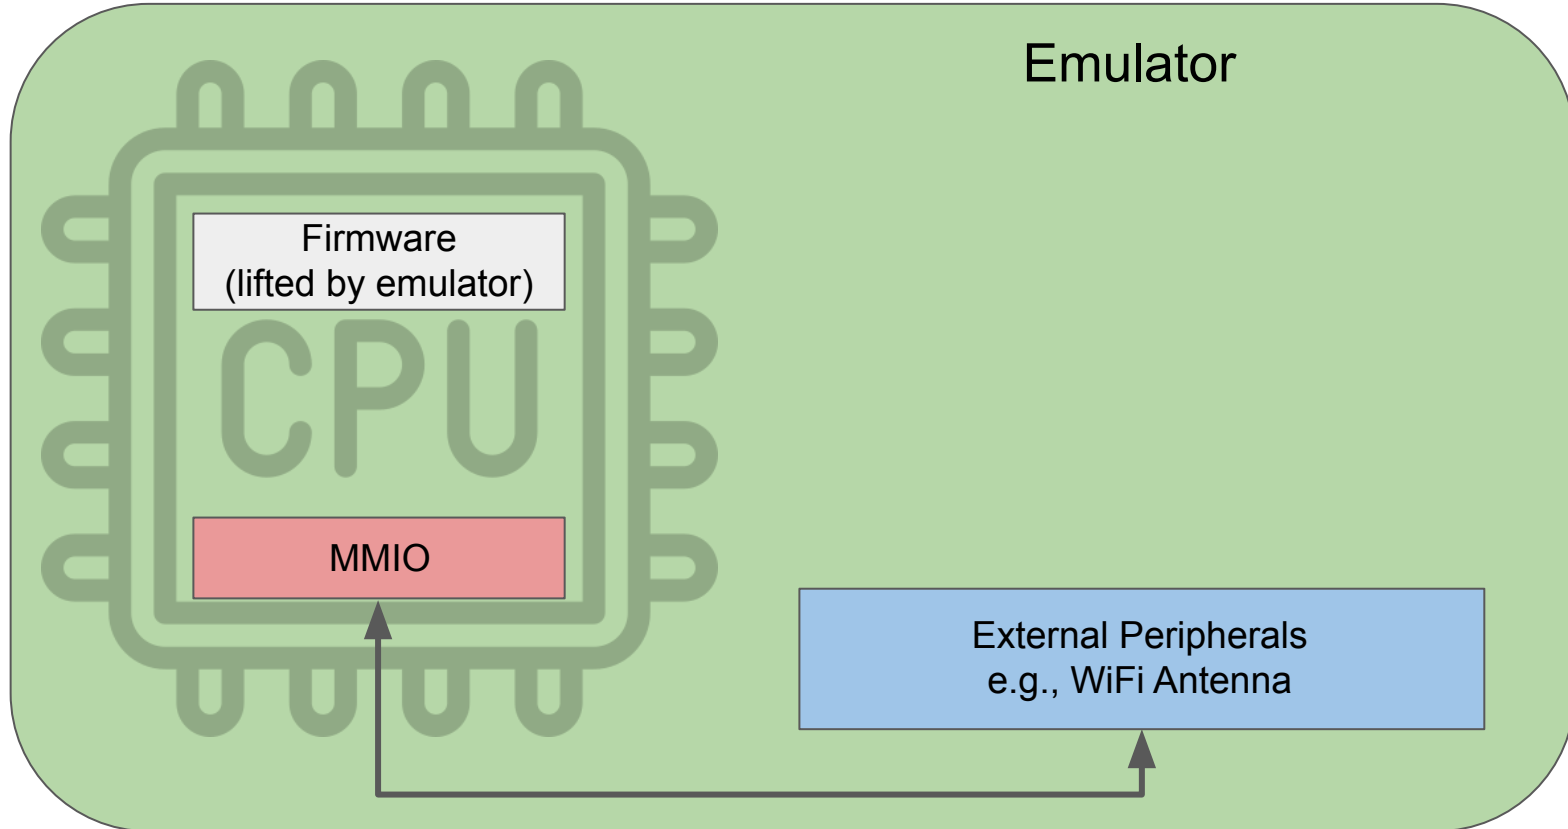 Emulator
Firmware
(lifted by emulator)
CPU
MMIO
External Peripherals
e.g., WiFi Antenna